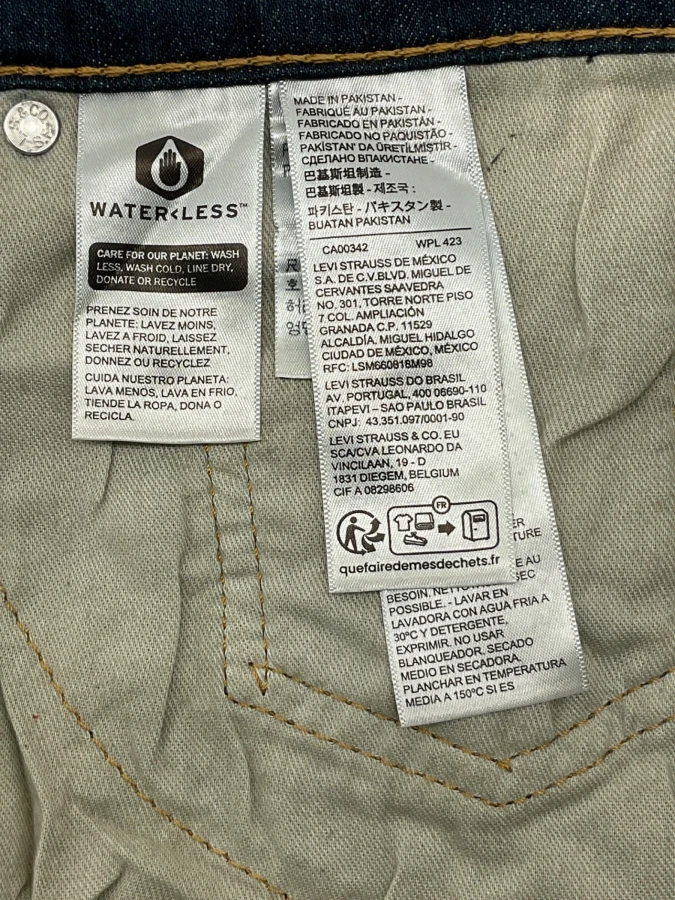 WATER<LESS™
CARE FOR OUR PLANET: WASH
LESS, WASH COLD, LINE DRY,
DONATE OR RECYCLE
PRENEZ SOIN DE NOTRE
PLANETE: LAVEZ MOINS,
LAVEZ A FROID, LAISSEZ
SECHER NATURELLEMENT,
DONNEZ OU RECYCLEZ
CUIDA NUESTRO PLANETA:
LAVA MENOS, LAVA EN FRIO,
TIENDE LA ROPA, DONA O
RECICLA.
MADE IN PAKISTAN -
FABRIQUÉ AU PAKISTAN -
FABRICADO EN PAKISTÁN -
FABRICADO NO PAQUISTÃO -
PAKİSTAN' DA ÜRETİLMİŞTİR -
СДЕЛАНО ВПАКИСТАНЕ -
巴基斯坦制造 -
巴基斯坦製 - 제조국 :
파키스탄 - パキスタン製 -
BUATAN PAKISTAN
CA00342 WPL 423
LEVI STRAUSS DE MÉXICO
S.A. DE C.V.BLVD. MIGUEL DE
CERVANTES SAAVEDRA
NO. 301, TORRE NORTE PISO
7 COL. AMPLIACIÓN
GRANADA C.P. 11529
ALCALDÍA. MIGUEL HIDALGO
CIUDAD DE MÉXICO, MÉXICO
RFC: LSM660818M98
LEVI STRAUSS DO BRASIL
AV. PORTUGAL, 400 06690-110
ITAPEVI – SAO PAULO BRASIL
CNPJ: 43.351.097/0001-90
LEVI STRAUSS & CO. EU
SCA/CVA LEONARDO DA
VINCILAAN, 19 - D
1831 DIEGEM, BELGIUM
CIF A 08298606
FR
quefairedemesdechets.fr
ER
TURE
E AU
SEC
BESOIN.
POSSIBLE. - LAVAR EN
LAVADORA CON AGUA FRIA A
30°C Y DETERGENTE.
EXPRIMIR. NO USAR
BLANQUEADOR. SECADO
MEDIO EN SECADORA.
PLANCHAR EN TEMPERATURA
MEDIA A 150°C SI ES